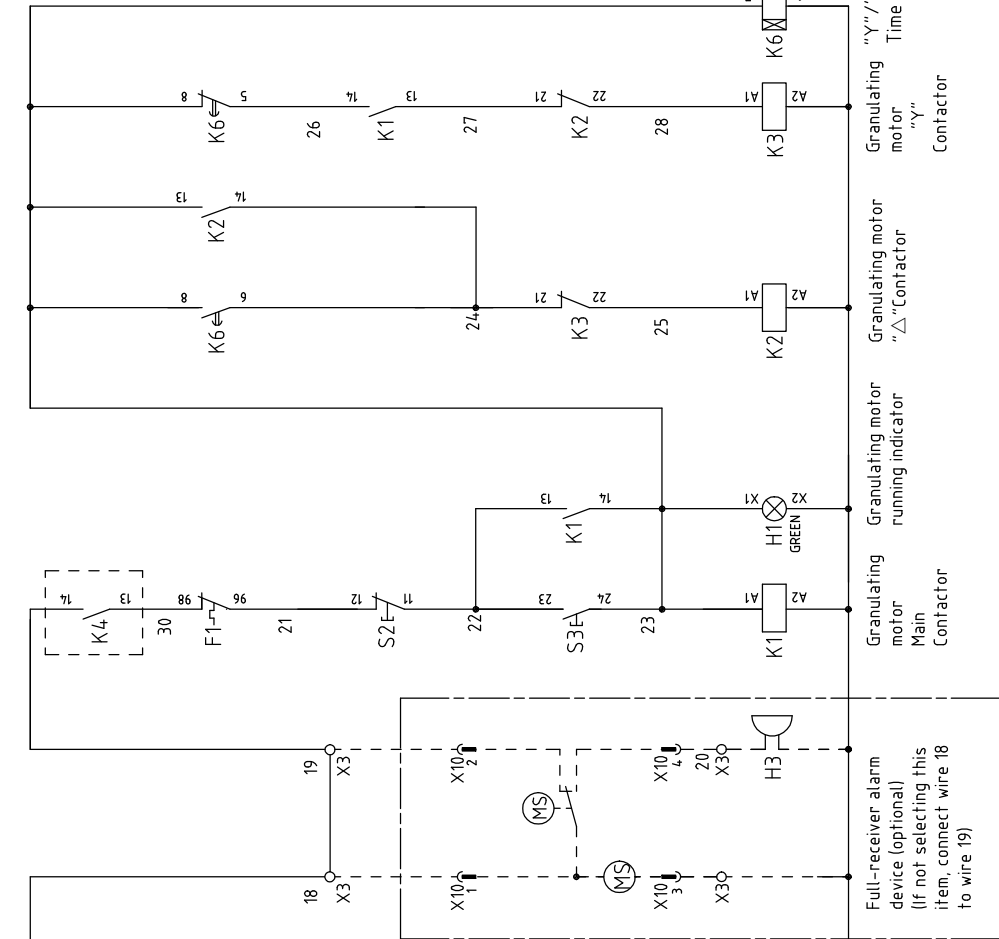 K6
"Y"/"
Time
8
5
K6
26
14
13
K1
27
21
22
K2
28
A1
A2
K3
Granulating
motor
"Y"
Contactor
13
14
K2
8
6
K6
24
21
22
K3
25
A1
A2
K2
Granulating motor
"△"Contactor
13
14
K1
X1
X2
H1
GREEN
Granulating motor
running indicator
14
13
K4
30
98
96
F1
21
12
11
S2
22
23
24
S3
23
A1
A2
K1
Granulating
motor
Main
Contactor
19
X3
X10
2
X10
4
20
X3
H3
MS
18
X3
X10
1
MS
X10
3
X3
Full-receiver alarm
device (optional)
(If not selecting this
item, connect wire 18
to wire 19)